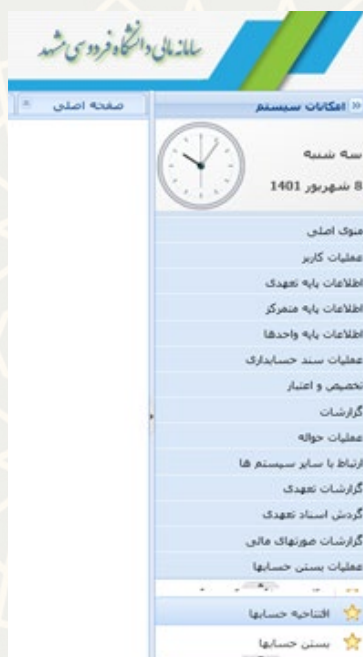 سامانه مالی دانشگاه فردوسی مشهد
امکانات سیستم
صفحه اصلی
سه شنبه
8 شهریور 1401
منوی اصلی
عملیات کاربر
اطلاعات پایه تعهدی
اطلاعات پایه متمرکز
اطلاعات پایه واحدها
عملیات سند حسابداری
تخصیص و اعتبار
گزارشات
عملیات حواله
ارتباط با سایر سیستم ها
گزارشات تعهدی
گردش اسناد تعهدی
گزارشات صورتهای مالی
عملیات بستن حسابها
افتتاحیه حسابها
بستن حسابها